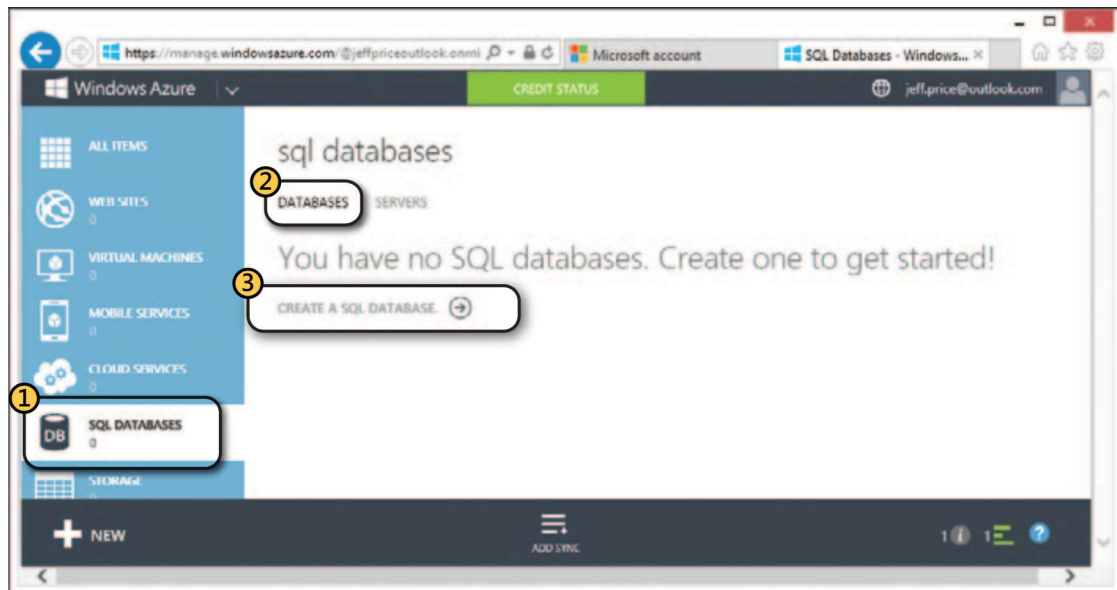 https://manage.windowsazure.com/@jeffpriceoutlook.onmi
Microsoft account
SQL Databases - Windows...
Windows Azure
CREDIT STATUS
jeff.price@outlook.com
ALL ITEMS
WEB SITES
0
VIRTUAL MACHINES
0
MOBILE SERVICES
0
CLOUD SERVICES
0
1
SQL DATABASES
0
DB
STORAGE
0
sql databases
2
DATABASES
SERVERS
You have no SQL databases. Create one to get started!
3
CREATE A SQL DATABASE.
NEW
ADD SYNC
1 i 1 ?